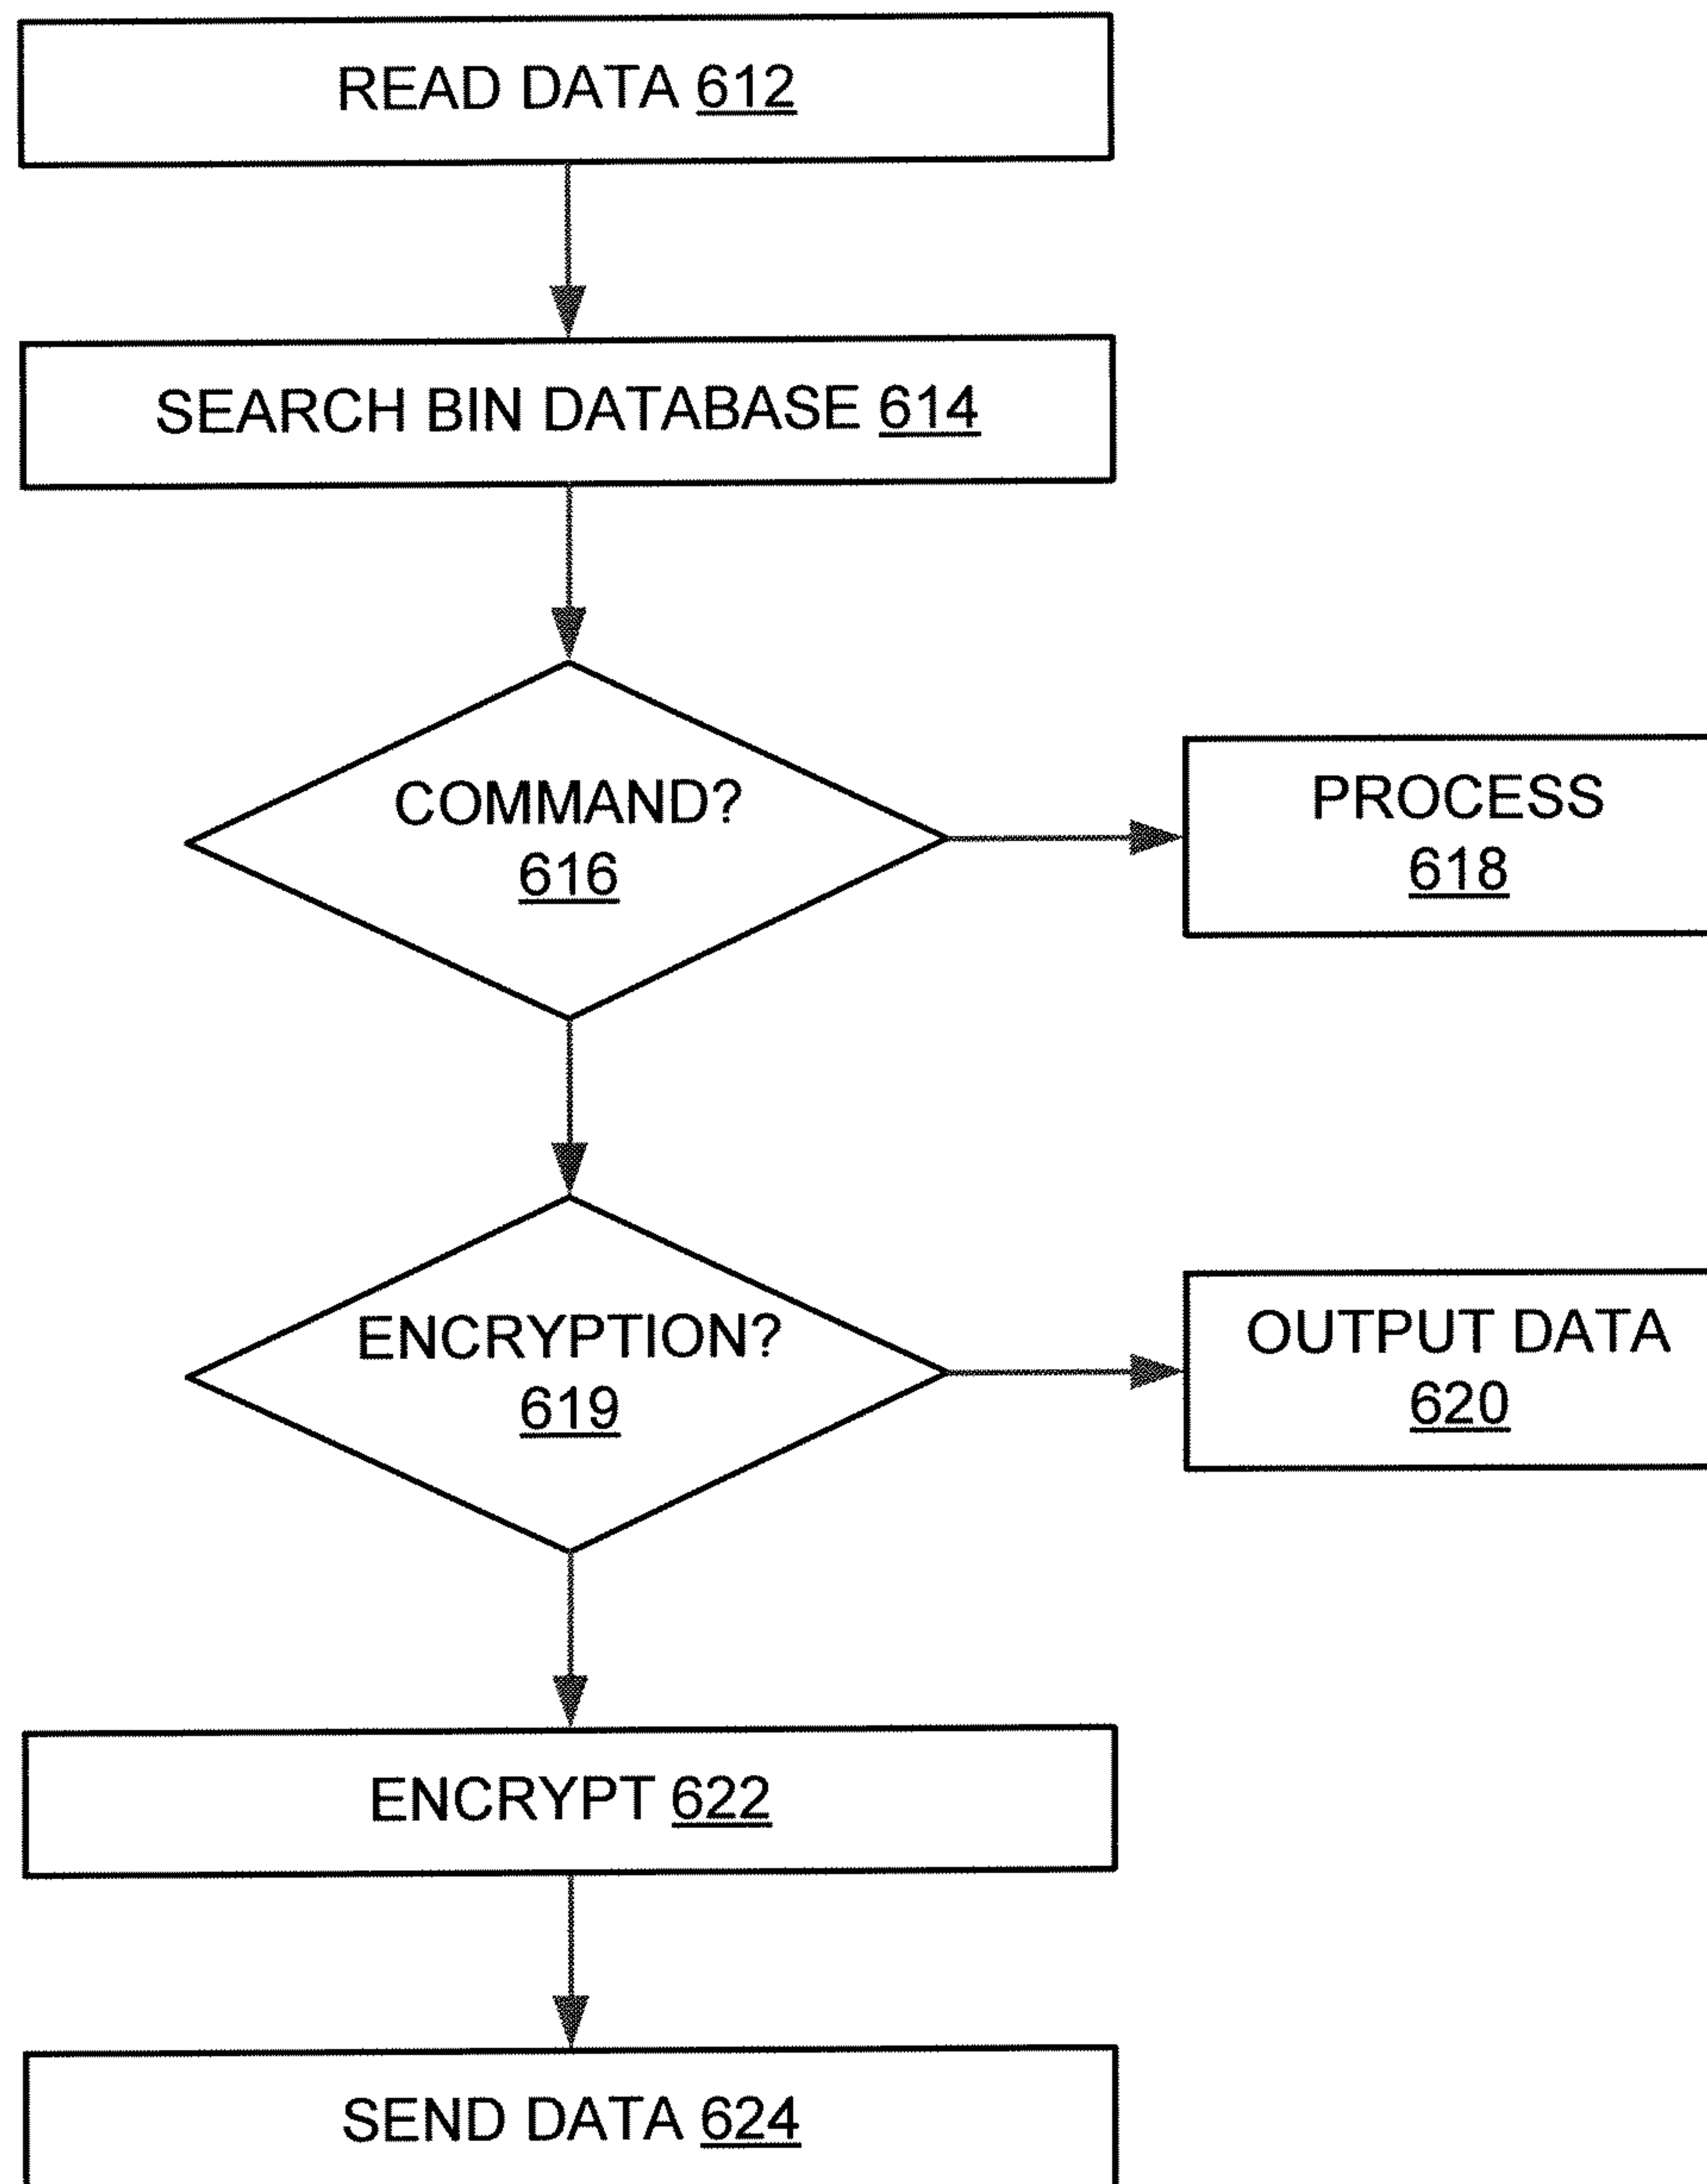 READ DATA 612
SEARCH BIN DATABASE 614
COMMAND?
616
PROCESS
618
ENCRYPTION?
619
OUTPUT DATA
620
ENCRYPT 622
SEND DATA 624